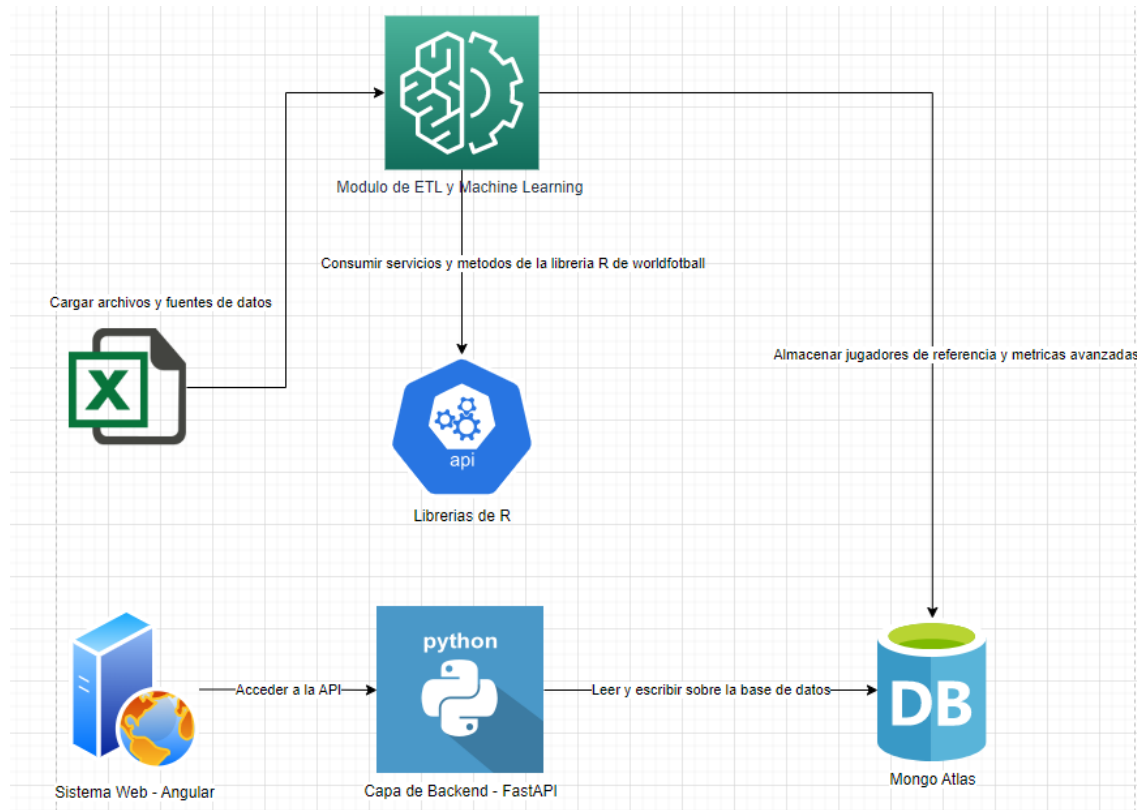 Modulo de ETL y Machine Learning
Consumir servicios y metodos de la libreria R de worldfotball
Cargar archivos y fuentes de datos
Almacenar jugadores de referencia y metricas avanzadas
X
api
Librerias de R
python
Acceder a la API
Leer y escribir sobre la base de datos
DB
Sistema Web - Angular
Capa de Backend - FastAPI
Mongo Atlas